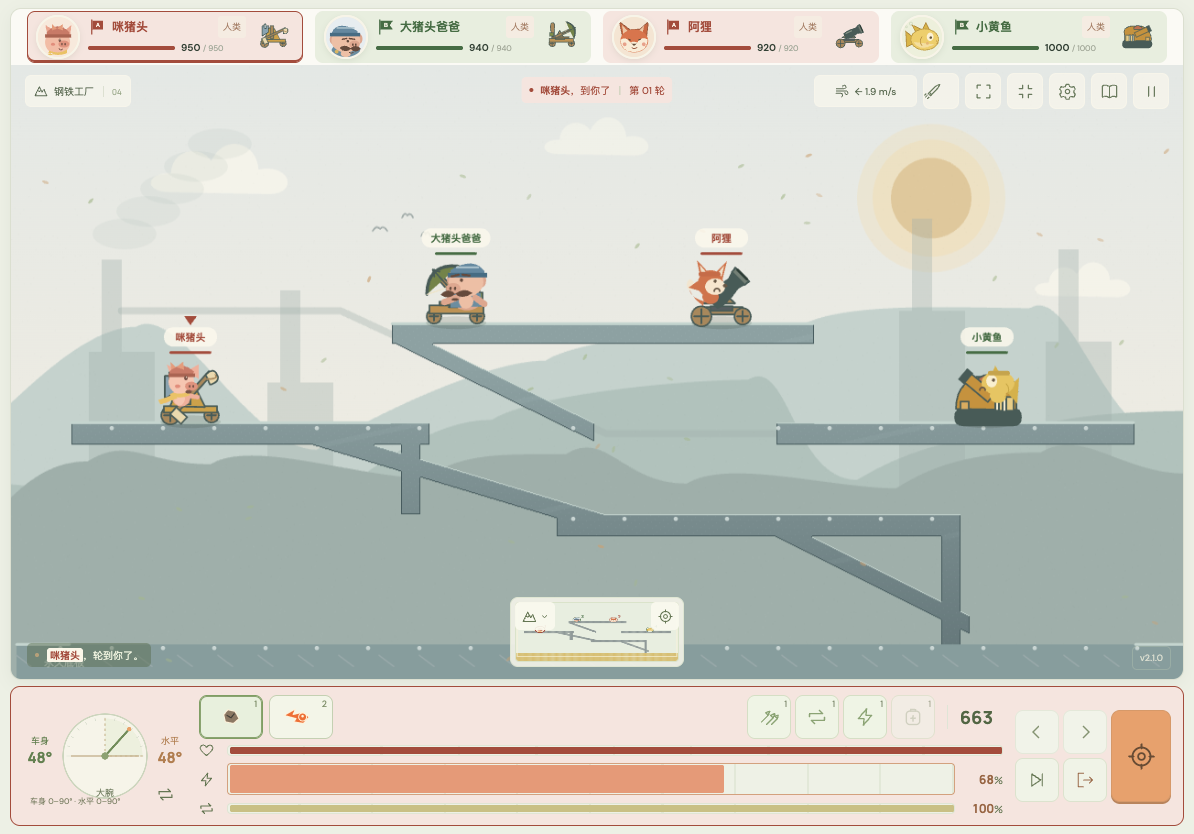 咪猪头
人类
950 / 950
大猪头爸爸
人类
940 / 940
阿狸
人类
920 / 920
小黄鱼
人类
1000 / 1000
钢铁工厂 04
咪猪头，到你了 第 01 轮
← 1.9 m/s
大猪头爸爸
阿狸
咪猪头
小黄鱼
咪猪头，轮到你了。
v2.1.0
车身
48°
水平
48°
大腕
车身 0–90° · 水平 0–90°
1
2
1
1
1
1
663
68%
100%